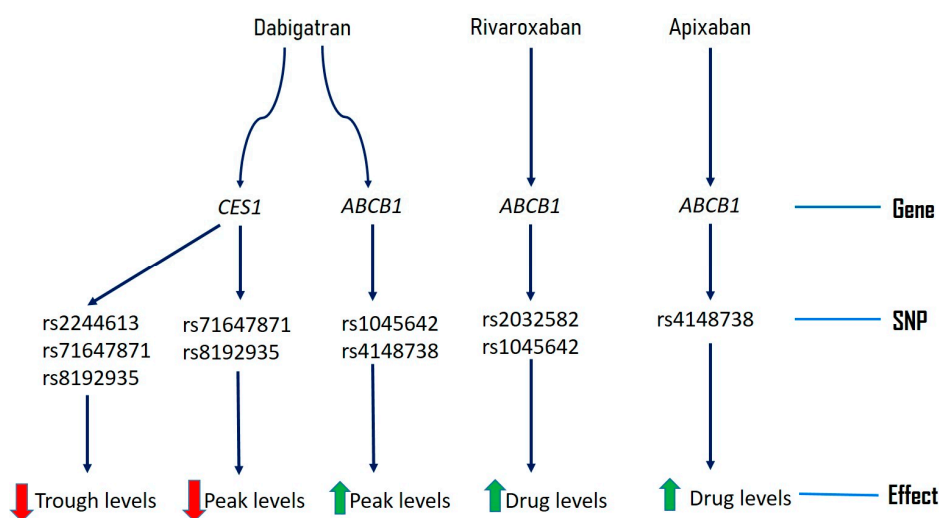 Dabigatran Rivaroxaban Apixaban
CES1 ABCB1 ABCB1 ABCB1 Gene
rs2244613 rs71647871 rs1045642 rs2032582 rs4148738 SNP
rs71647871 rs8192935 rs4148738 rs1045642
rs8192935
Trough levels Peak levels Peak levels Drug levels Drug levels Effect